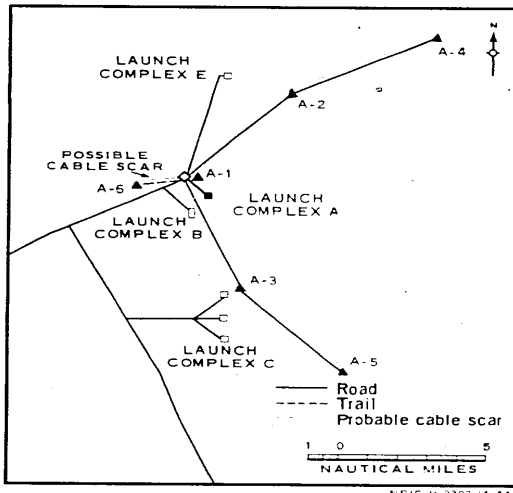 N
A-4
LAUNCH
COMPLEX E
A-2
POSSIBLE
CABLE SCAR
A-1
A-6
LAUNCH
COMPLEX A
LAUNCH
COMPLEX B
A-3
LAUNCH
COMPLEX C
A-5
Road
Trail
Probable cable scar
1 0 5
NAUTICAL MILES